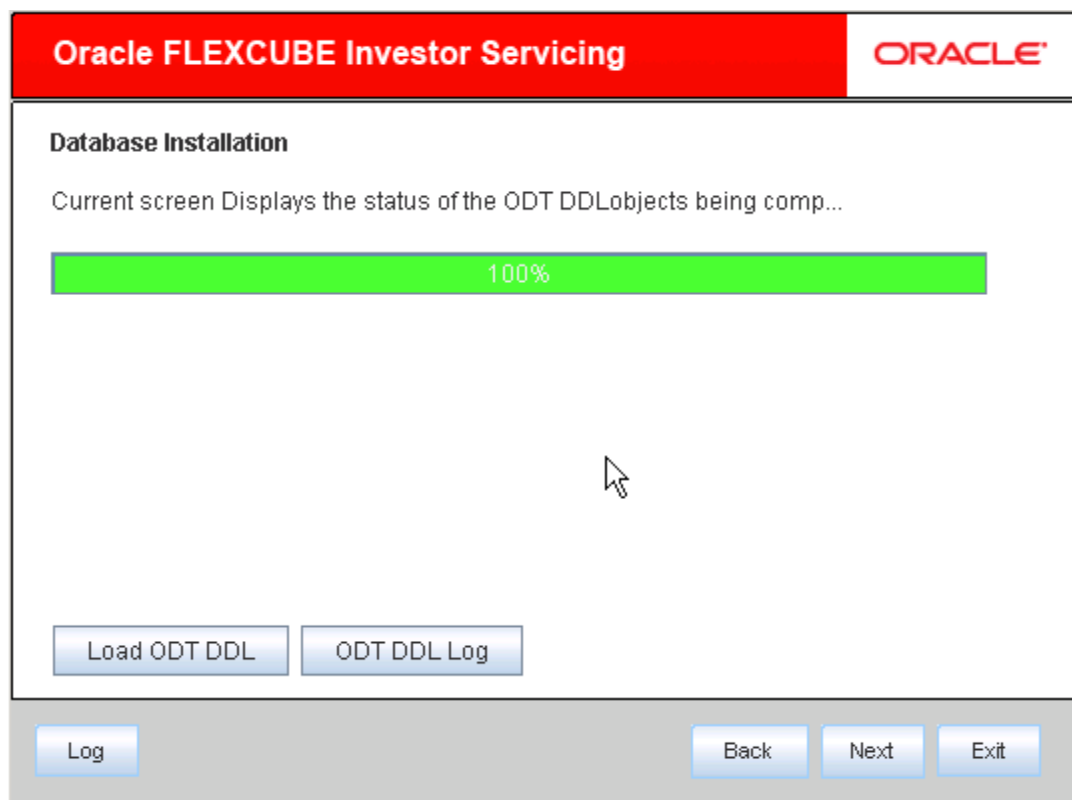 Oracle FLEXCUBE Investor Servicing
ORACLE
Database Installation
Current screen Displays the status of the ODT DDLobjects being comp...
100%
Load ODT DDL
ODT DDL Log
Log
Back
Next
Exit